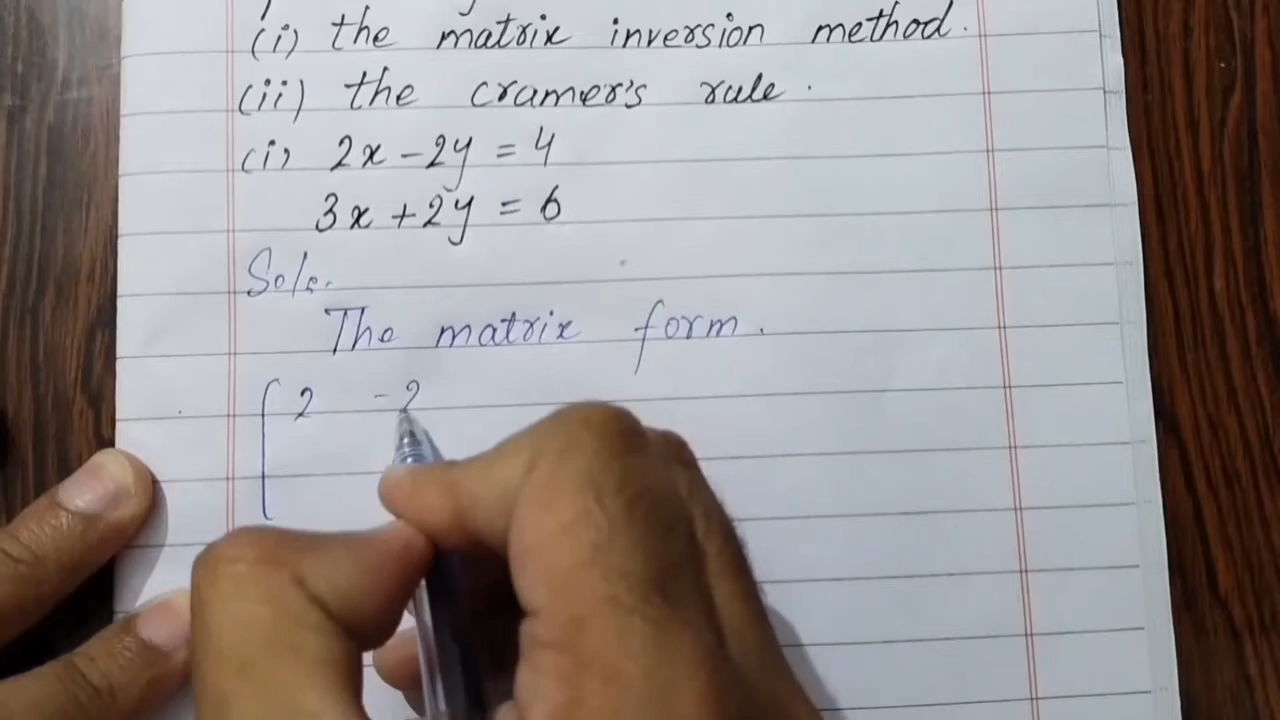 (i) the matrix inversion method.
(ii) the cramer's rule.
(i) 2x - 2y = 4
3x + 2y = 6
Sol:
The matrix form.
[ 2 -2